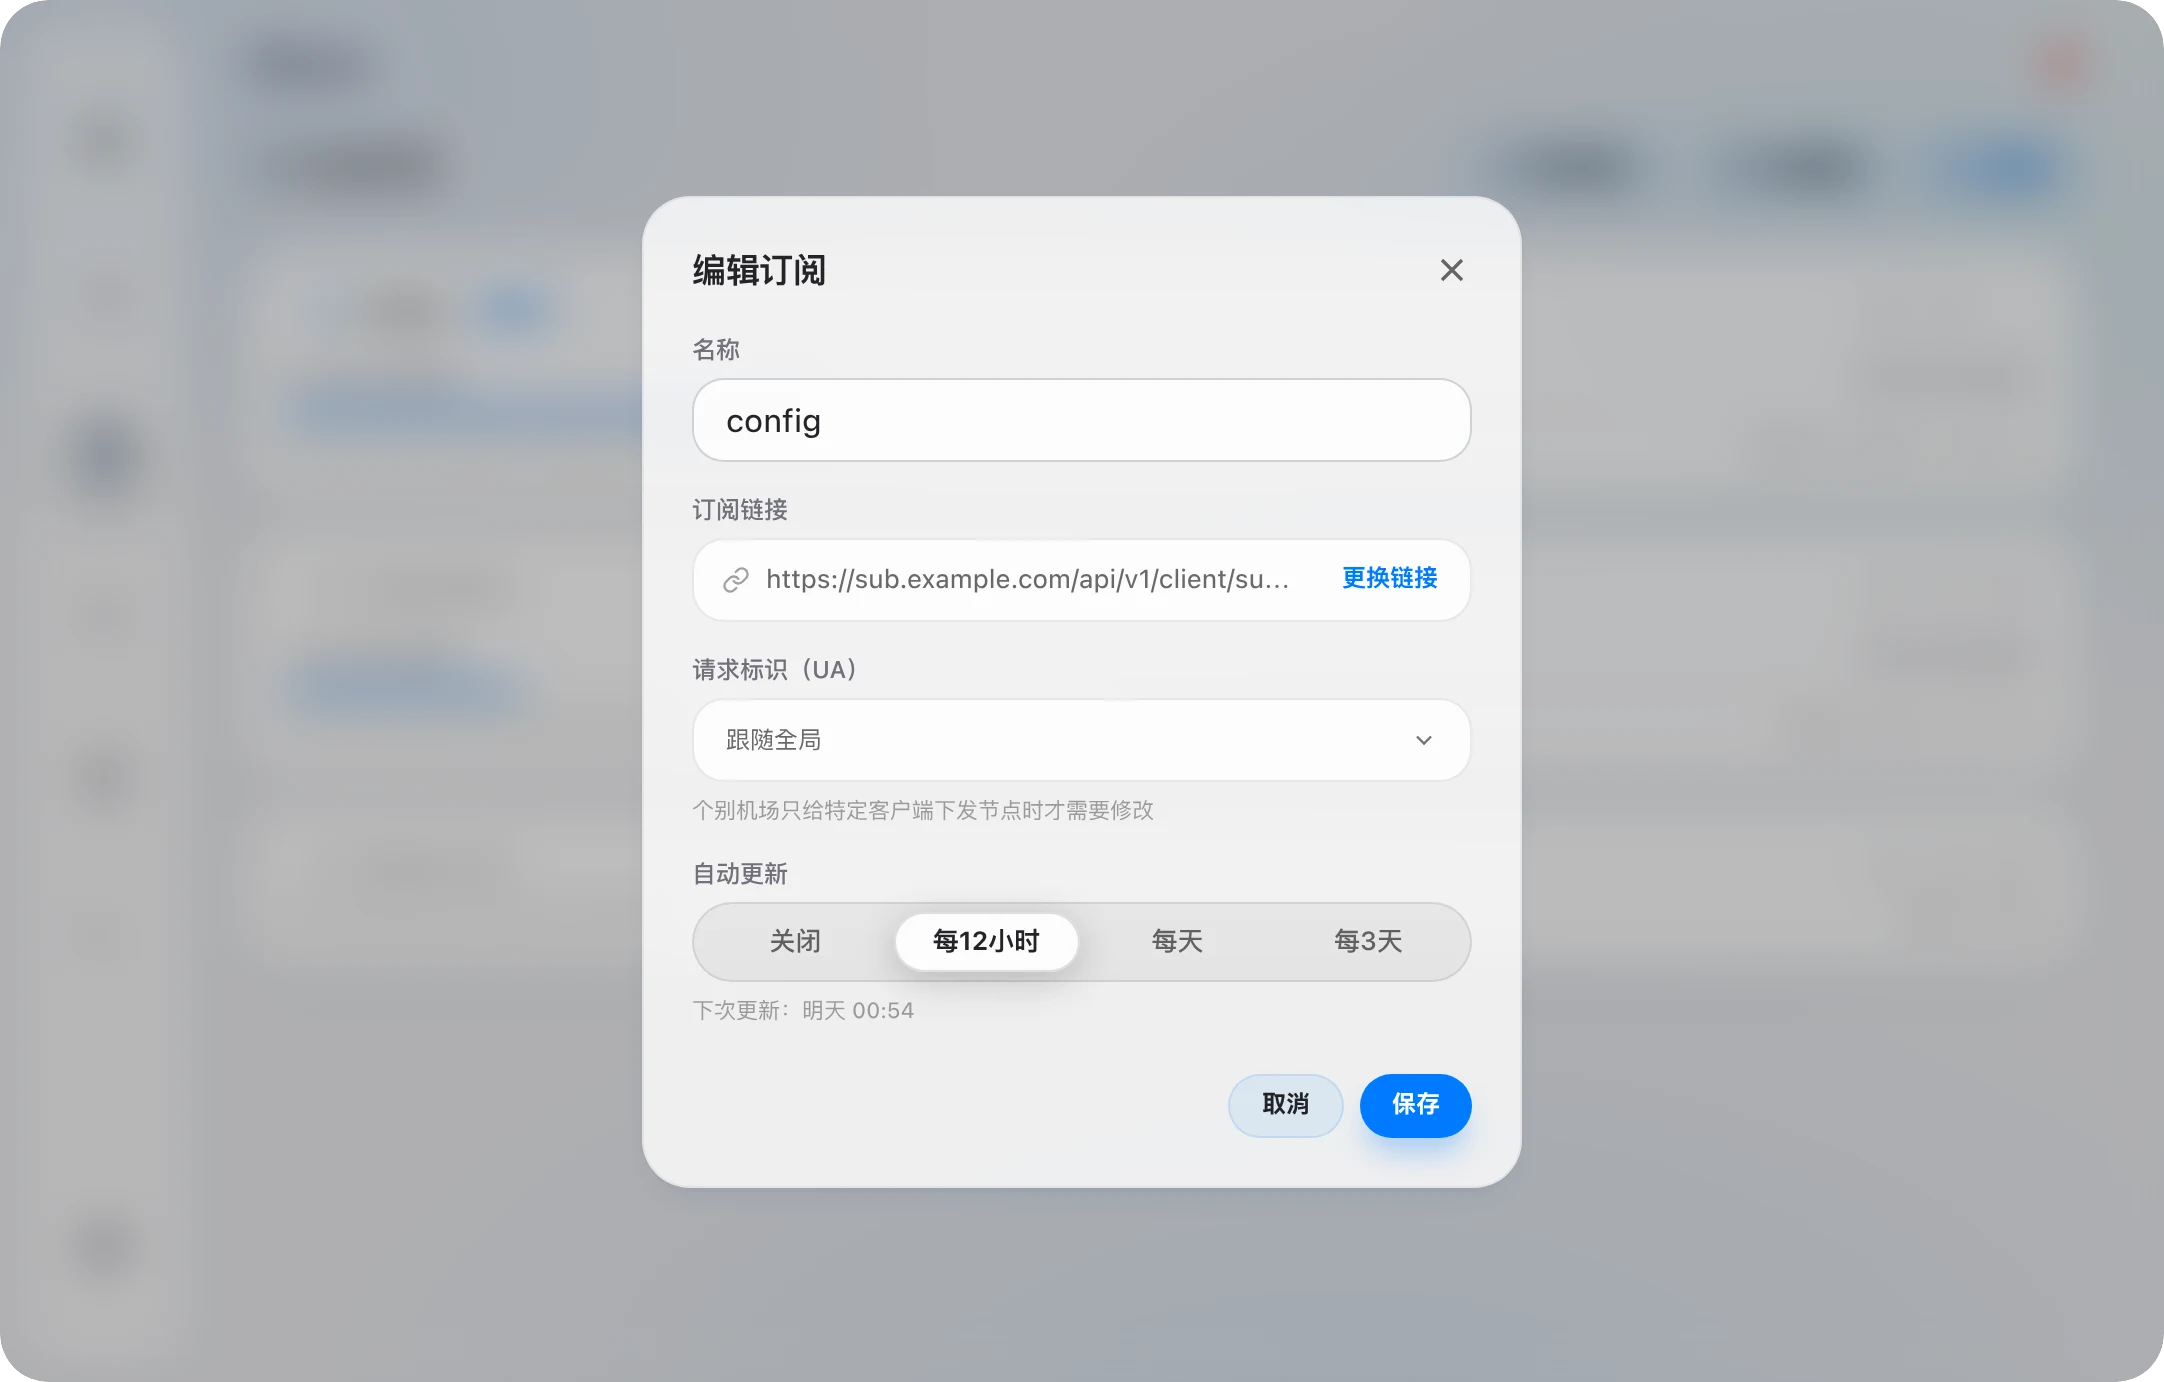 编辑订阅
名称
config
订阅链接
https://sub.example.com/api/v1/client/su... 更换链接
请求标识（UA）
跟随全局
个别机场只给特定客户端下发节点时才需要修改
自动更新
关闭 每12小时 每天 每3天
下次更新：明天 00:54
取消 保存